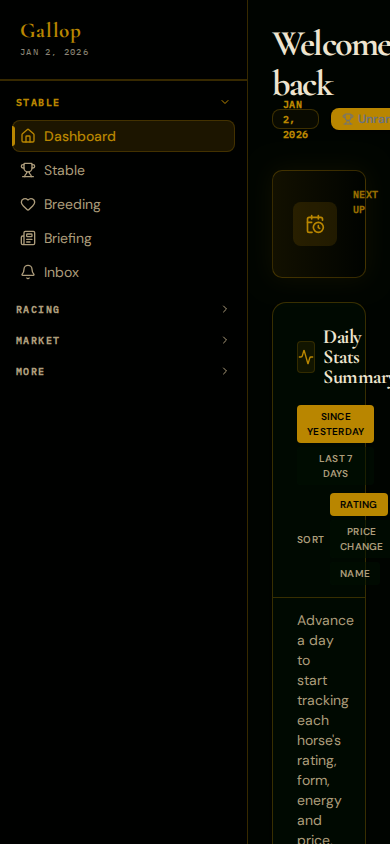 Gallop
JAN 2, 2026
STABLE
Dashboard
Stable
Breeding
Briefing
Inbox
RACING
MARKET
MORE
Welcome
back
JAN
2,
2026
NEXT
UP
Daily
Stats
Summary
SINCE
YESTERDAY
LAST 7
DAYS
SORT
RATING
PRICE
CHANGE
NAME
Advance
a day
to
start
tracking
each
horse's
rating,
form,
energy
and
price